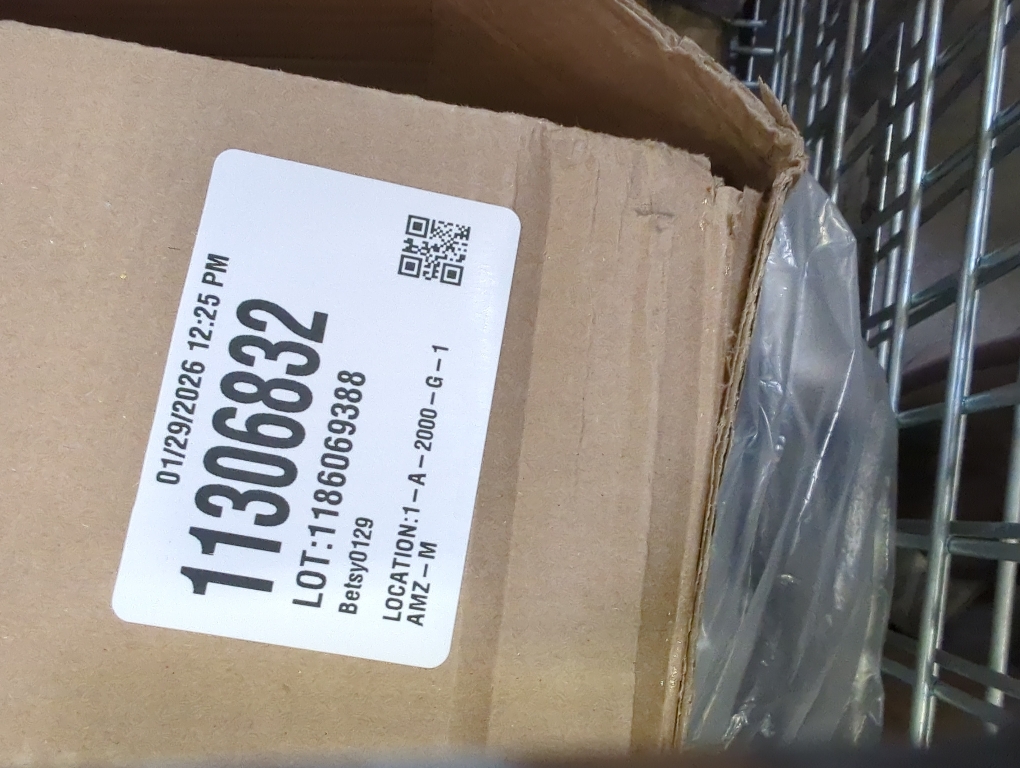 01/29/2026 12:25 PM
11306832
LOT:1186069388
Betsy0129
LOCATION:1-A-2000-G-1
AMZ-M